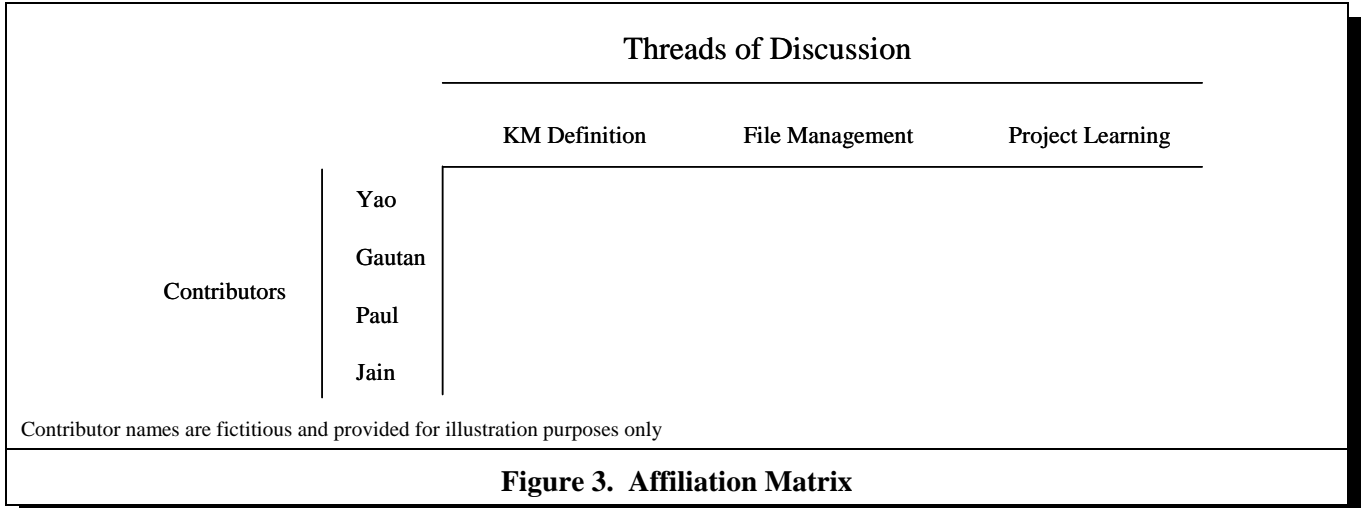 Threads of Discussion
KM Definition File Management Project Learning
Yao
Gautan
Contributors
Paul
Jain
Contributor names are fictitious and provided for illustration purposes only
Figure 3. Affiliation Matrix